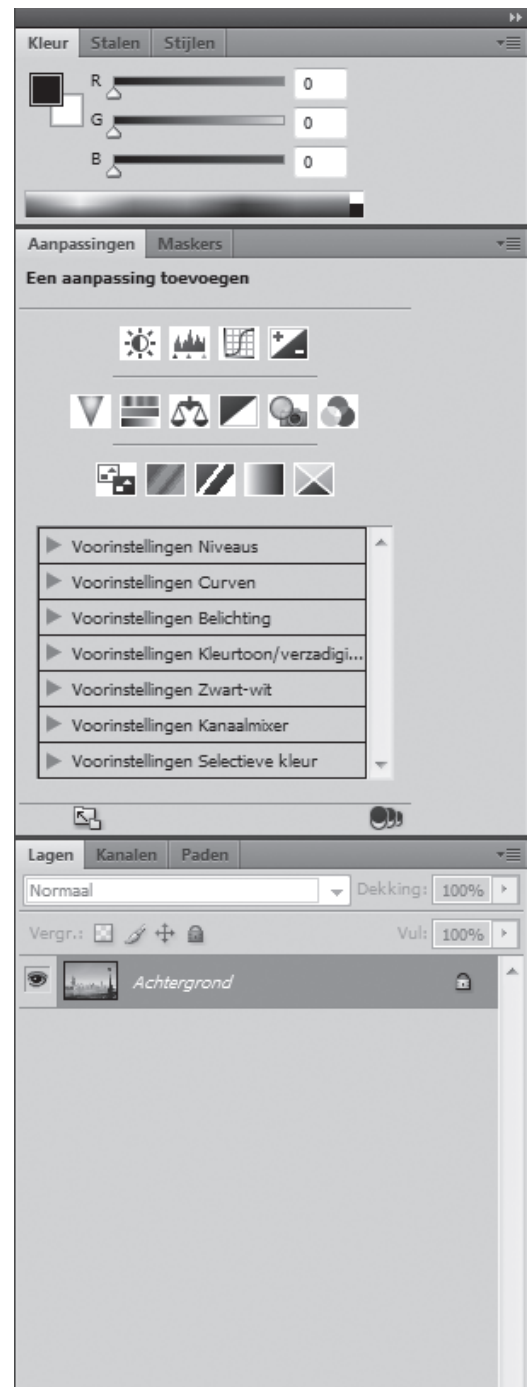 Kleur Stalen Stijlen
R 0
G 0
B 0
Aanpassingen Maskers
Een aanpassing toevoegen
Voorinstellingen Niveaus
Voorinstellingen Curven
Voorinstellingen Belichting
Voorinstellingen Kleurtoon/verzadigi...
Voorinstellingen Zwart-wit
Voorinstellingen Kanaalmixer
Voorinstellingen Selectieve kleur
Lagen Kanalen Paden
Normaal Dekking: 100%
Vergr.: Vul: 100%
Achtergrond